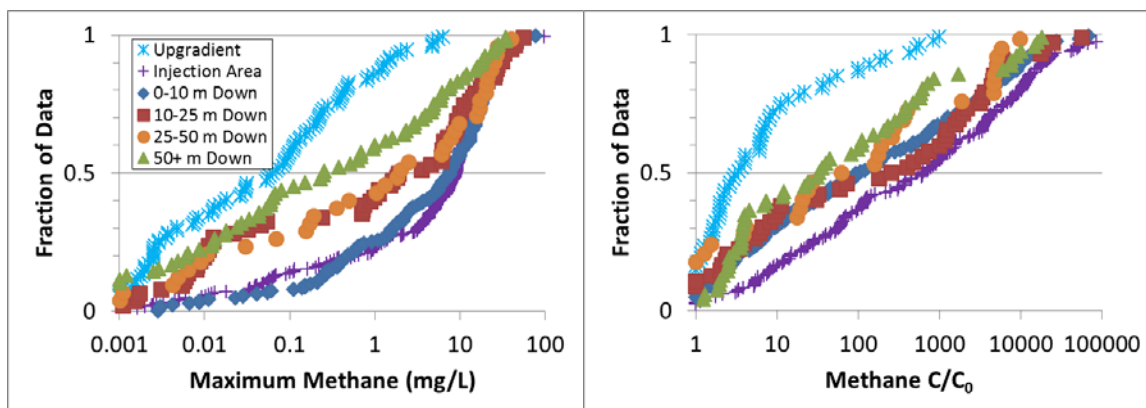 Fraction of Data
1
0.5
0
Upgradient
Injection Area
0-10 m Down
10-25 m Down
25-50 m Down
50+ m Down
0.001 0.01 0.1 1 10 100
Maximum Methane (mg/L)
Fraction of Data
1
0.5
0
1 10 100 1000 10000 100000
Methane C/C₀